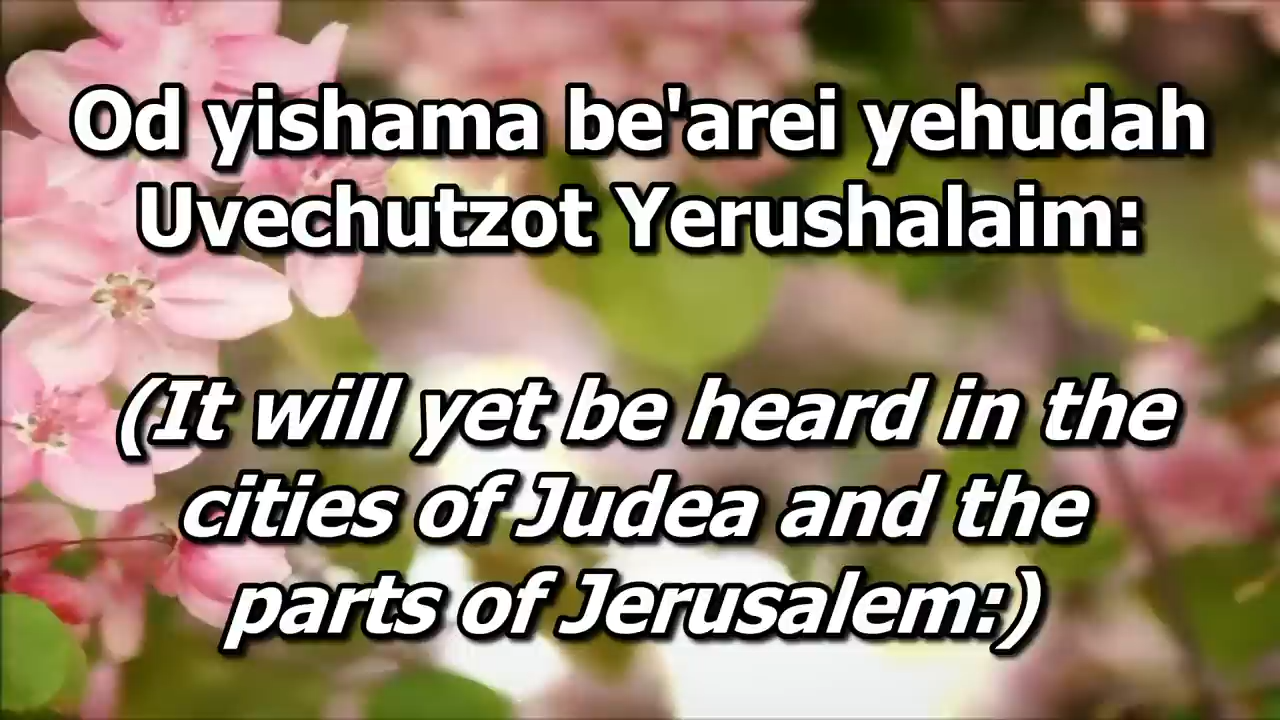 Od yishama be'arei yehudah
Uvechutzot Yerushalaim:
(It will yet be heard in the
cities of Judea and the
parts of Jerusalem:)